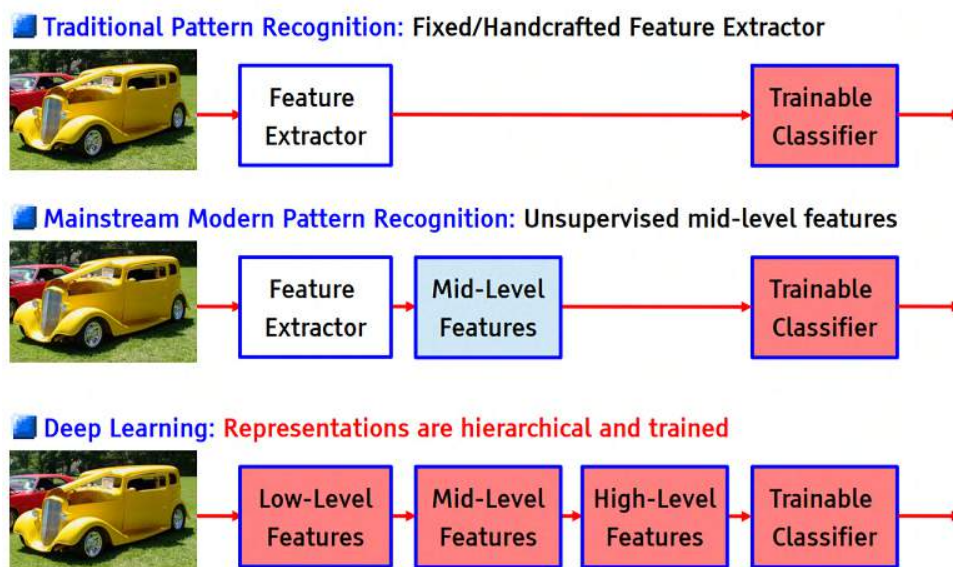 Traditional Pattern Recognition: Fixed/Handcrafted Feature Extractor
Feature
Extractor
Trainable
Classifier
Mainstream Modern Pattern Recognition: Unsupervised mid-level features
Feature
Extractor
Mid-Level
Features
Trainable
Classifier
Deep Learning: Representations are hierarchical and trained
Low-Level
Features
Mid-Level
Features
High-Level
Features
Trainable
Classifier